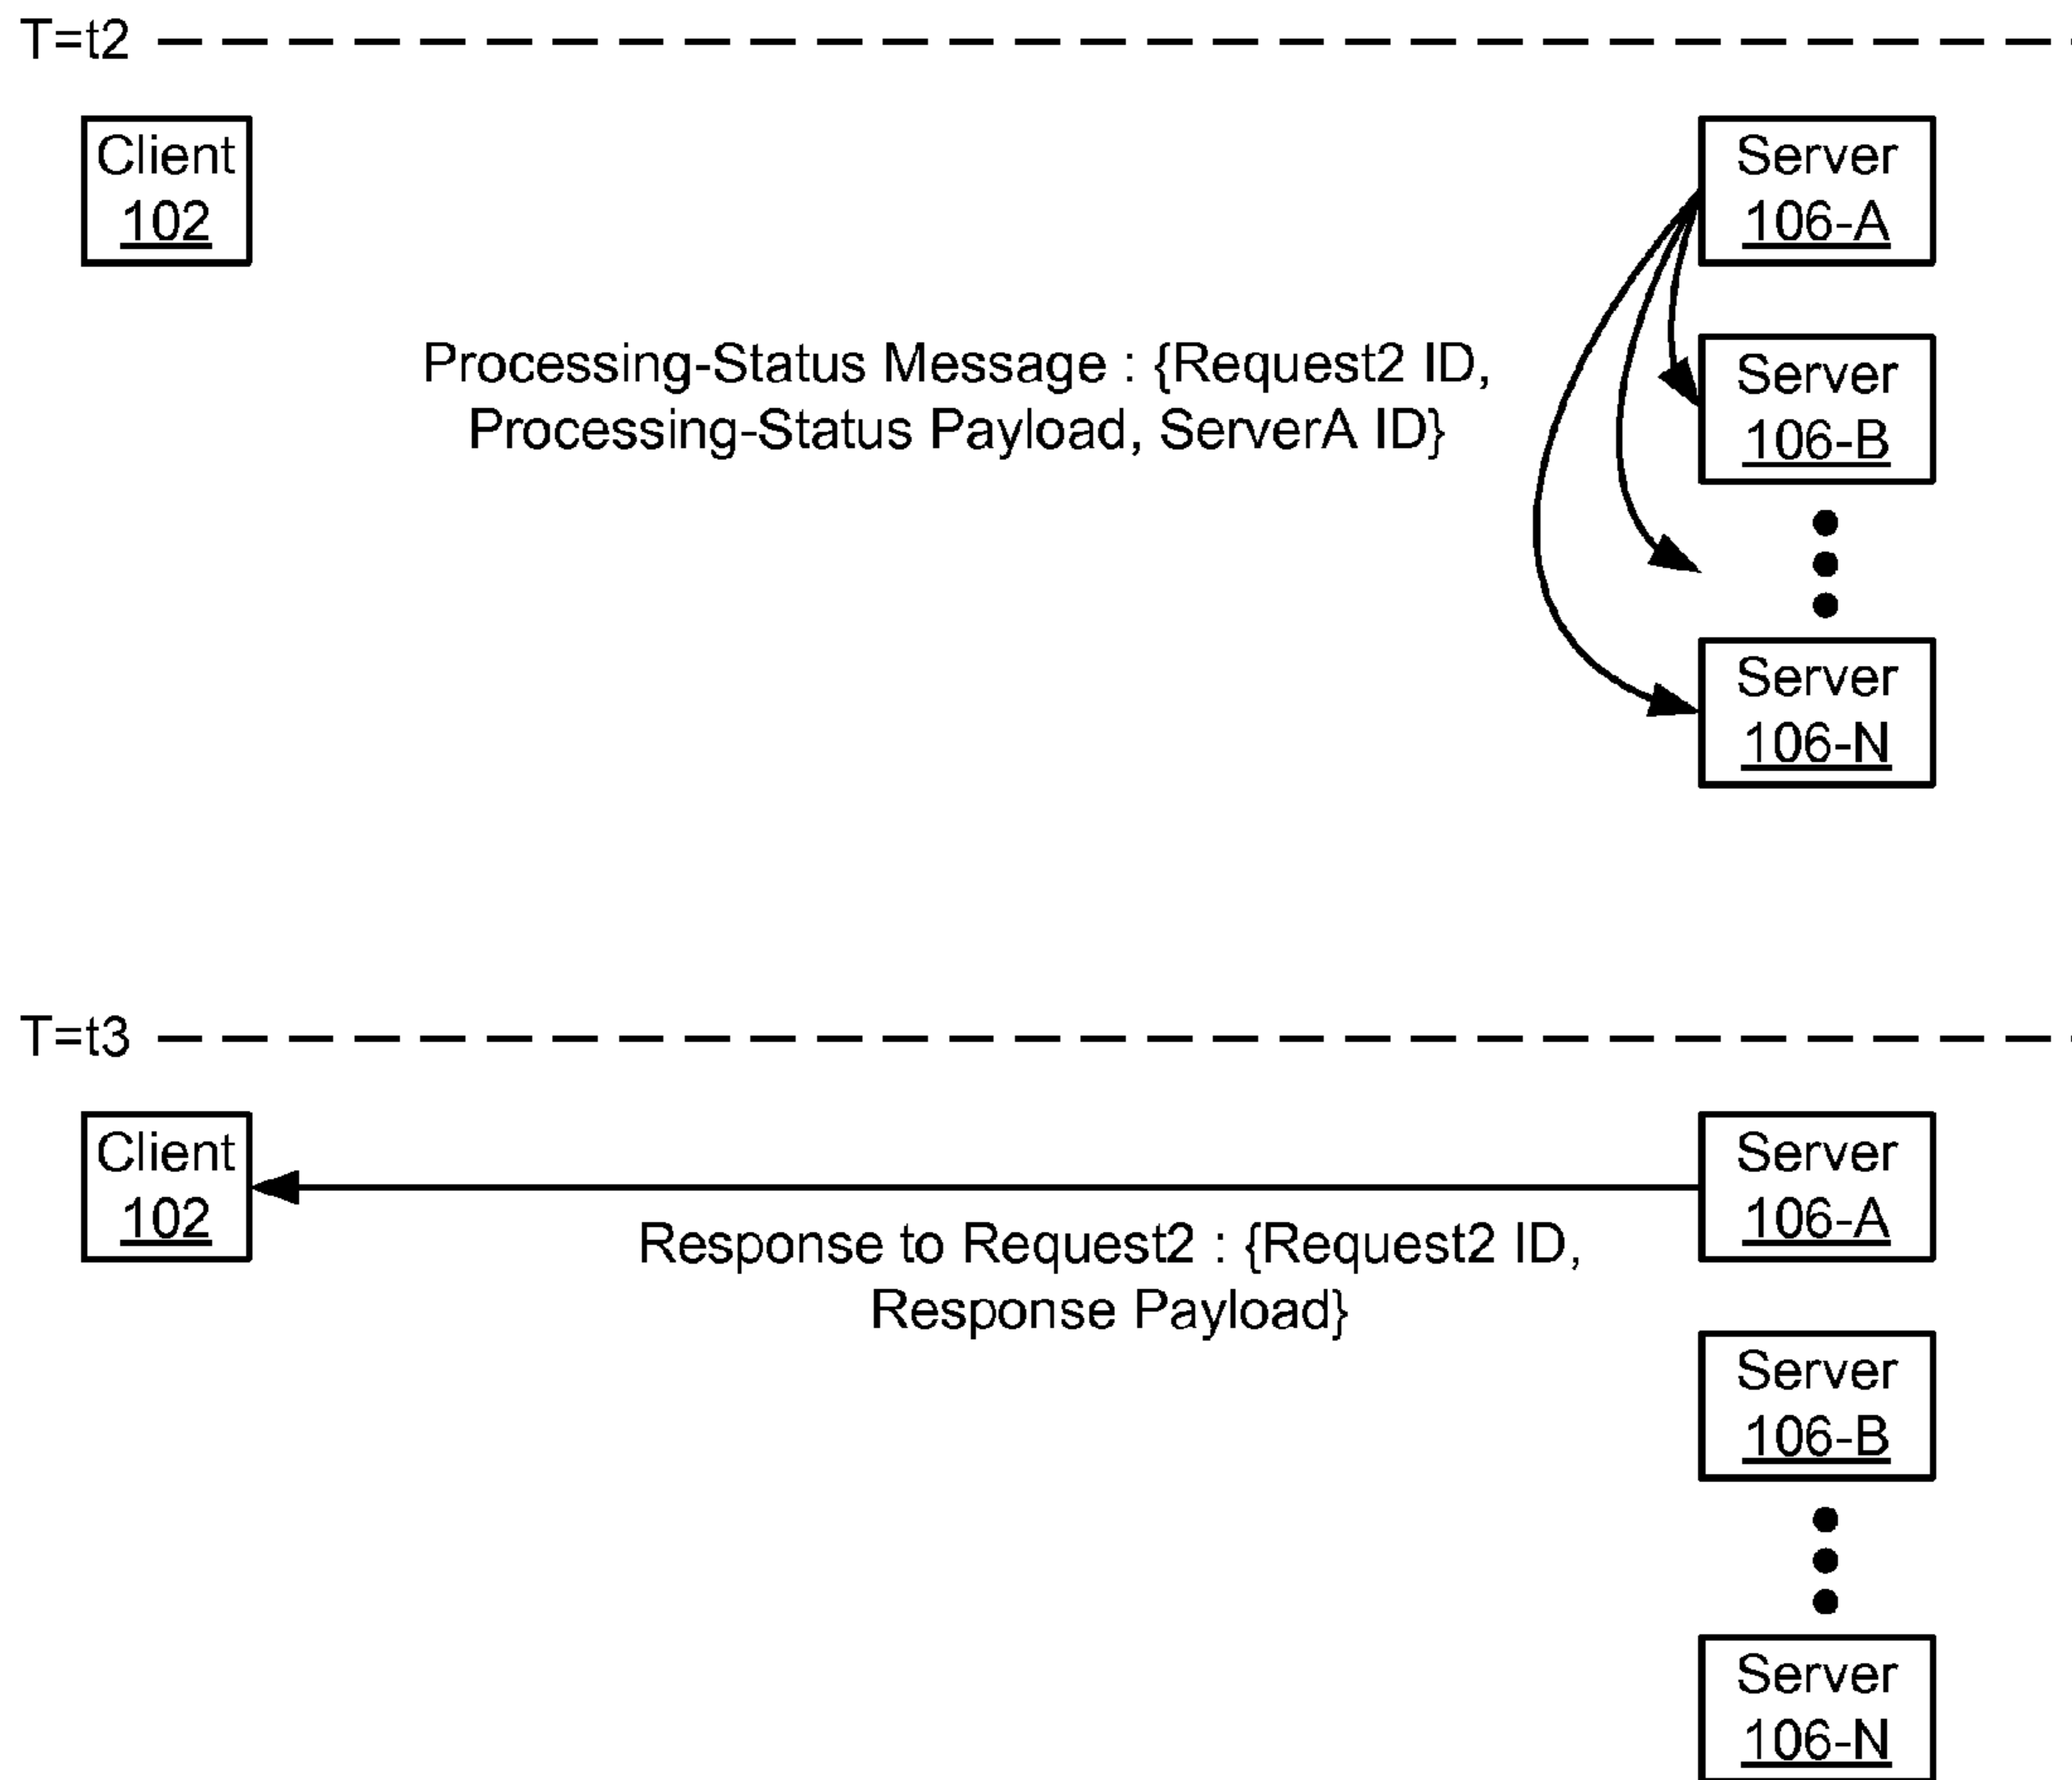 T=t2
Client
102
Server
106-A
Processing-Status Message : {Request2 ID,
Processing-Status Payload, ServerA ID}
Server
106-B
Server
106-N
T=t3
Client
102
Server
106-A
Response to Request2 : {Request2 ID,
Response Payload}
Server
106-B
Server
106-N